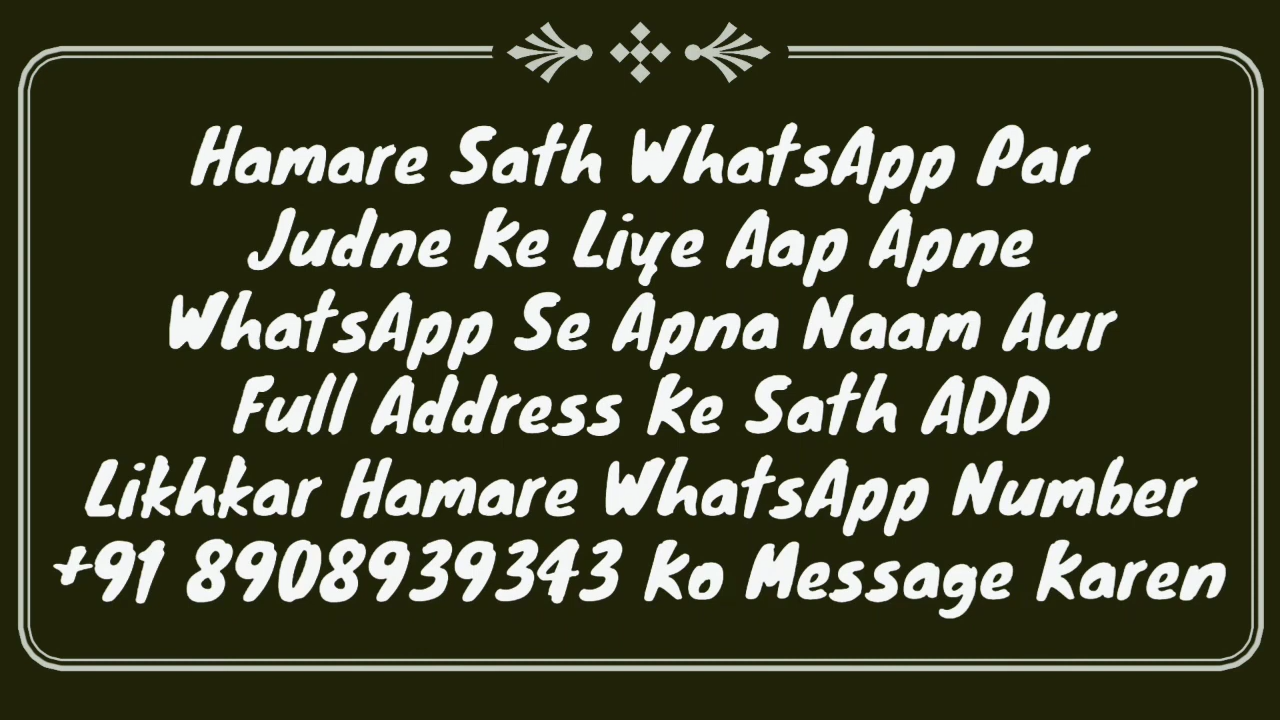 Hamare Sath WhatsApp Par
Judne Ke Liye Aap Apne
WhatsApp Se Apna Naam Aur
Full Address Ke Sath ADD
Likhkar Hamare WhatsApp Number
+91 8908939343 Ko Message Karen